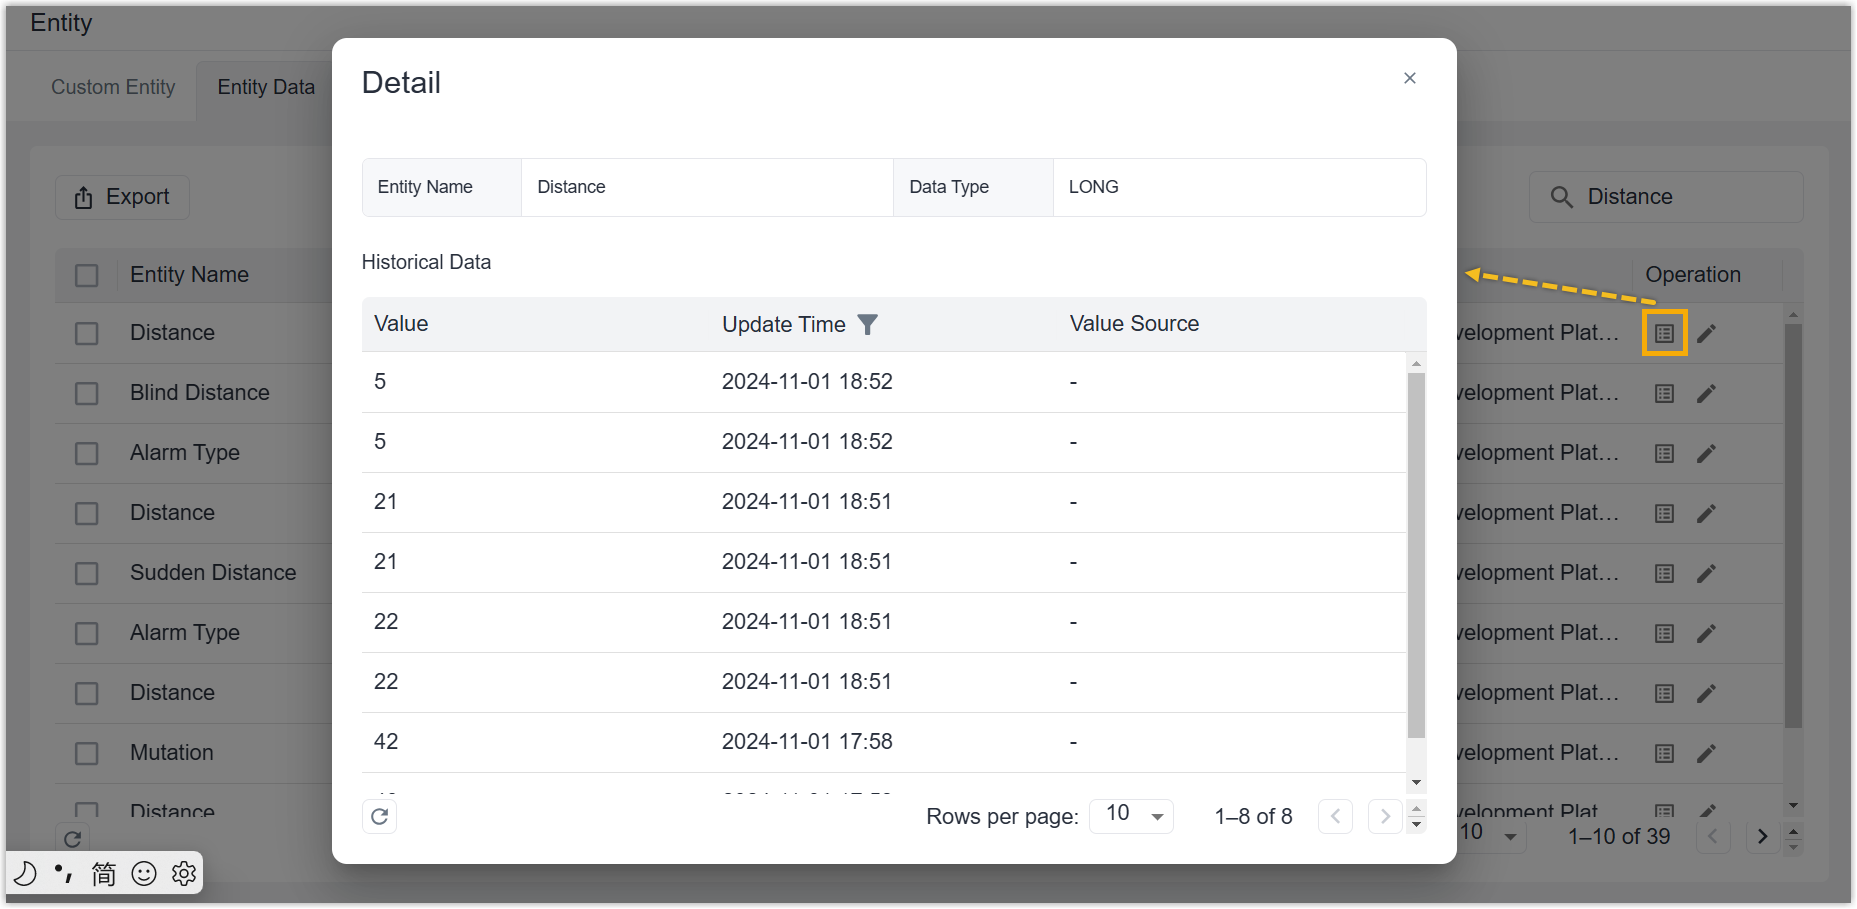 Entity
Custom Entity
Entity Data
Export
Distance
Entity Name
Operation
Distance
velopment Plat...
Blind Distance
velopment Plat...
Alarm Type
velopment Plat...
Distance
velopment Plat...
Sudden Distance
velopment Plat...
Alarm Type
velopment Plat...
Distance
velopment Plat...
Mutation
velopment Plat...
Distance
velopment Plat
10
1–10 of 39
简
Detail
Entity Name
Distance
Data Type
LONG
Historical Data
Value
Update Time
Value Source
5
2024-11-01 18:52
-
5
2024-11-01 18:52
-
21
2024-11-01 18:51
-
21
2024-11-01 18:51
-
22
2024-11-01 18:51
-
22
2024-11-01 18:51
-
42
2024-11-01 17:58
-
Rows per page:
10
1–8 of 8